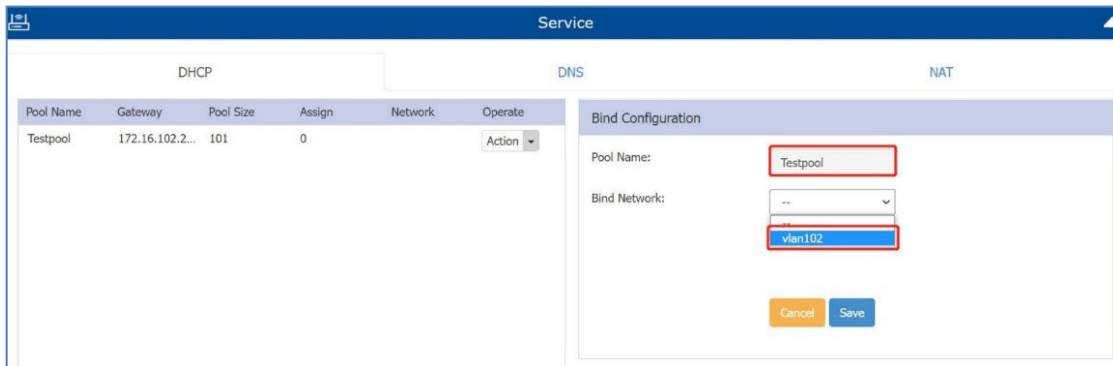 Service
DHCP
DNS
NAT
Pool Name Gateway Pool Size Assign Network Operate
Testpool 172.16.102.2... 101 0 Action
Bind Configuration
Pool Name: Testpool
Bind Network: --
--
vlan102
Cancel Save